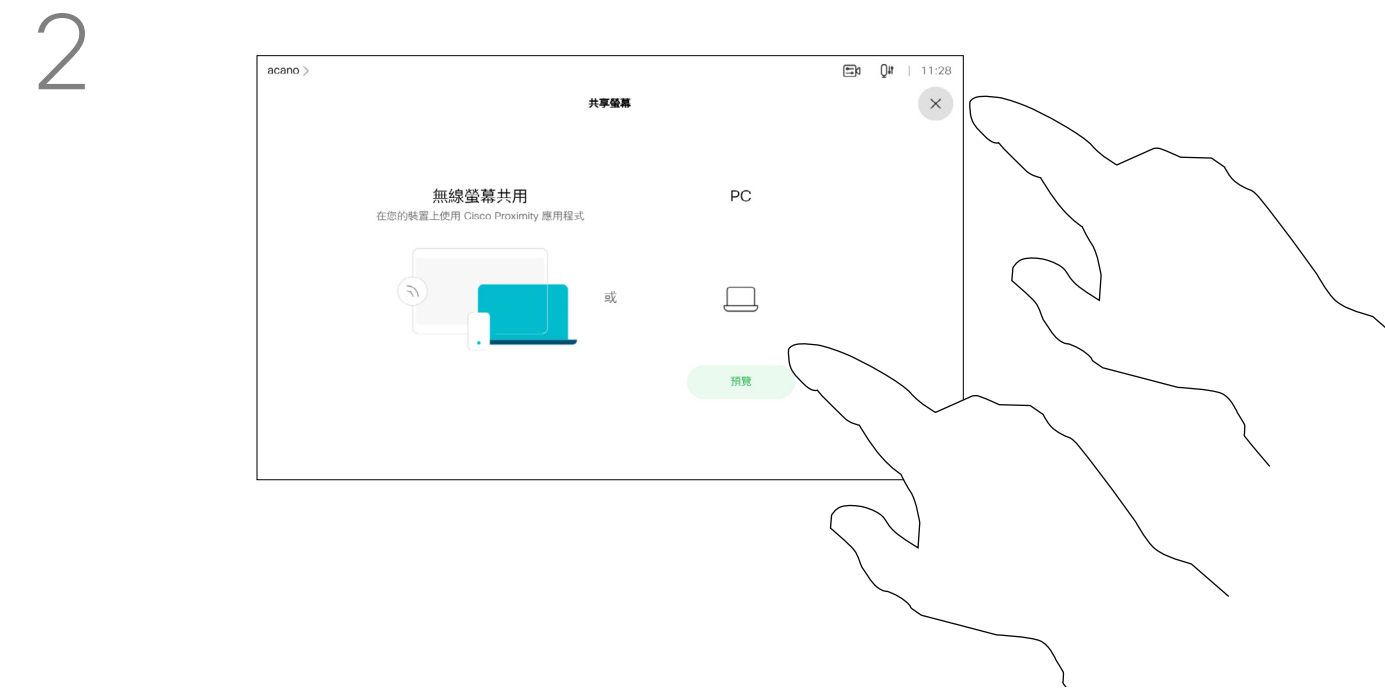 2
acano >
11:28
共享螢幕
無線螢幕共用
在您的裝置上使用 Cisco Proximity 應用程式
或
PC
預覽